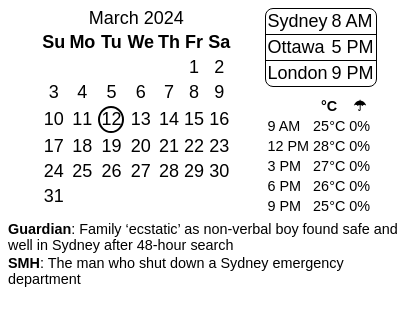 March 2024
Su Mo Tu We Th Fr Sa
1 2
3 4 5 6 7 8 9
10 11 12 13 14 15 16
17 18 19 20 21 22 23
24 25 26 27 28 29 30
31
Sydney 8 AM
Ottawa 5 PM
London 9 PM
°C ☂
9 AM 25°C 0%
12 PM 28°C 0%
3 PM 27°C 0%
6 PM 26°C 0%
9 PM 25°C 0%
Guardian: Family ‘ecstatic’ as non-verbal boy found safe and
well in Sydney after 48-hour search
SMH: The man who shut down a Sydney emergency
department